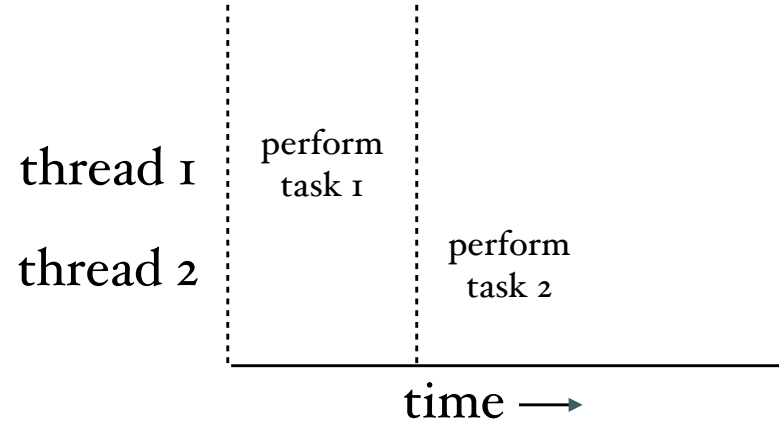 thread 1
perform
task 1
thread 2
perform
task 2
time